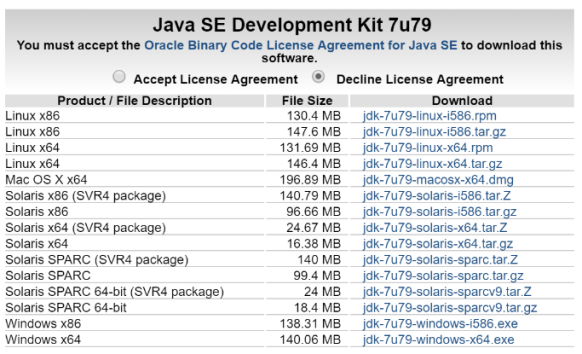 Java SE Development Kit 7u79
You must accept the Oracle Binary Code License Agreement for Java SE to download this
software.
Accept License Agreement Decline License Agreement
Product / File Description File Size Download
Linux x86 130.4 MB jdk-7u79-linux-i586.rpm
Linux x86 147.6 MB jdk-7u79-linux-i586.tar.gz
Linux x64 131.69 MB jdk-7u79-linux-x64.rpm
Linux x64 146.4 MB jdk-7u79-linux-x64.tar.gz
Mac OS X x64 196.89 MB jdk-7u79-macosx-x64.dmg
Solaris x86 (SVR4 package) 140.79 MB jdk-7u79-solaris-i586.tar.Z
Solaris x86 96.66 MB jdk-7u79-solaris-i586.tar.gz
Solaris x64 (SVR4 package) 24.67 MB jdk-7u79-solaris-x64.tar.Z
Solaris x64 16.38 MB jdk-7u79-solaris-x64.tar.gz
Solaris SPARC (SVR4 package) 140 MB jdk-7u79-solaris-sparc.tar.Z
Solaris SPARC 99.4 MB jdk-7u79-solaris-sparc.tar.gz
Solaris SPARC 64-bit (SVR4 package) 24 MB jdk-7u79-solaris-sparcv9.tar.Z
Solaris SPARC 64-bit 18.4 MB jdk-7u79-solaris-sparcv9.tar.gz
Windows x86 138.31 MB jdk-7u79-windows-i586.exe
Windows x64 140.06 MB jdk-7u79-windows-x64.exe